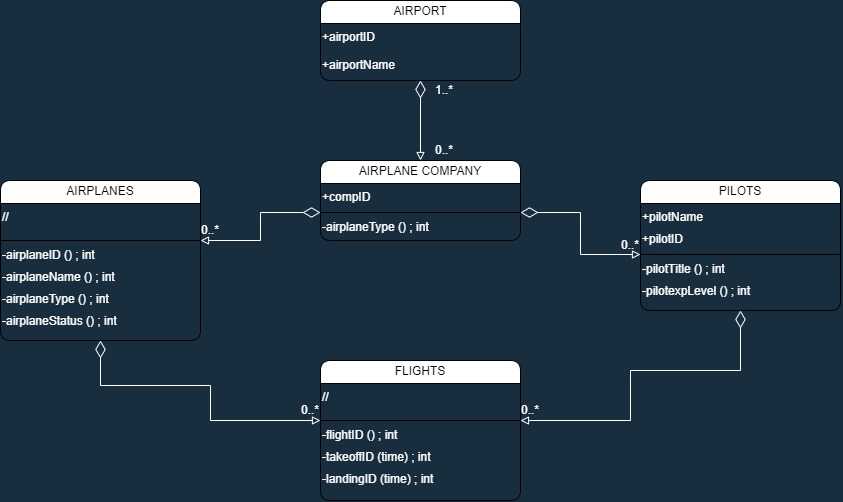 AIRPORT
+airportID
+airportName
1..*
0..*
AIRPLANE COMPANY
+compID
-airplaneType () ; int
AIRPLANES
//
0..*
-airplaneID () ; int
-airplaneName () ; int
-airplaneType () ; int
-airplaneStatus () ; int
PILOTS
+pilotName
+pilotID
0..*
-pilotTitle () ; int
-pilotexpLevel () ; int
FLIGHTS
//
0..*
0..*
-flightID () ; int
-takeoffID (time) ; int
-landingID (time) ; int